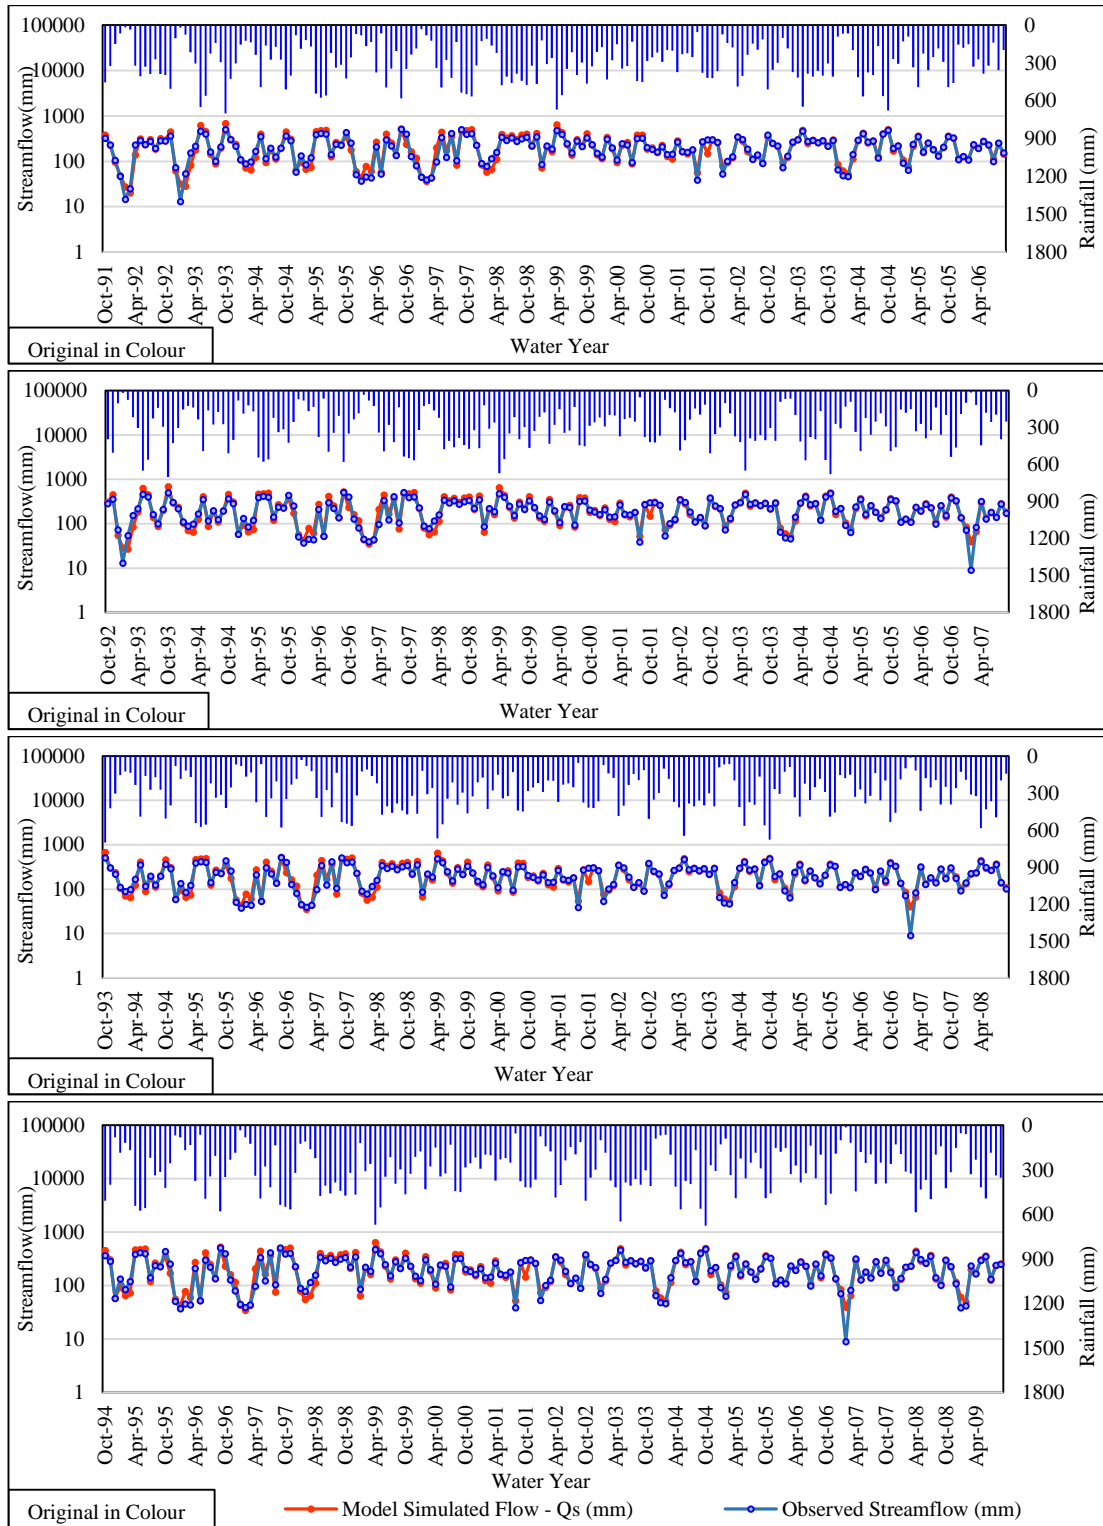 100000
10000
1000
100
10
1
Streamflow(mm)
0
300
600
900
1200
1500
1800
Rainfall (mm)
Oct-91
Apr-92
Oct-92
Apr-93
Oct-93
Apr-94
Oct-94
Apr-95
Oct-95
Apr-96
Oct-96
Apr-97
Oct-97
Apr-98
Oct-98
Apr-99
Oct-99
Apr-00
Oct-00
Apr-01
Oct-01
Apr-02
Oct-02
Apr-03
Oct-03
Apr-04
Oct-04
Apr-05
Oct-05
Apr-06
Water Year
Original in Colour
100000
10000
1000
100
10
1
Streamflow(mm)
0
300
600
900
1200
1500
1800
Rainfall (mm)
Oct-92
Apr-93
Oct-93
Apr-94
Oct-94
Apr-95
Oct-95
Apr-96
Oct-96
Apr-97
Oct-97
Apr-98
Oct-98
Apr-99
Oct-99
Apr-00
Oct-00
Apr-01
Oct-01
Apr-02
Oct-02
Apr-03
Oct-03
Apr-04
Oct-04
Apr-05
Oct-05
Apr-06
Oct-06
Apr-07
Water Year
Original in Colour
100000
10000
1000
100
10
1
Streamflow(mm)
0
300
600
900
1200
1500
1800
Rainfall (mm)
Oct-93
Apr-94
Oct-94
Apr-95
Oct-95
Apr-96
Oct-96
Apr-97
Oct-97
Apr-98
Oct-98
Apr-99
Oct-99
Apr-00
Oct-00
Apr-01
Oct-01
Apr-02
Oct-02
Apr-03
Oct-03
Apr-04
Oct-04
Apr-05
Oct-05
Apr-06
Oct-06
Apr-07
Oct-07
Apr-08
Water Year
Original in Colour
100000
10000
1000
100
10
1
Streamflow(mm)
0
300
600
900
1200
1500
1800
Rainfall (mm)
Oct-94
Apr-95
Oct-95
Apr-96
Oct-96
Apr-97
Oct-97
Apr-98
Oct-98
Apr-99
Oct-99
Apr-00
Oct-00
Apr-01
Oct-01
Apr-02
Oct-02
Apr-03
Oct-03
Apr-04
Oct-04
Apr-05
Oct-05
Apr-06
Oct-06
Apr-07
Oct-07
Apr-08
Oct-08
Apr-09
Water Year
Original in Colour
Model Simulated Flow - Qs (mm)
Observed Streamflow (mm)